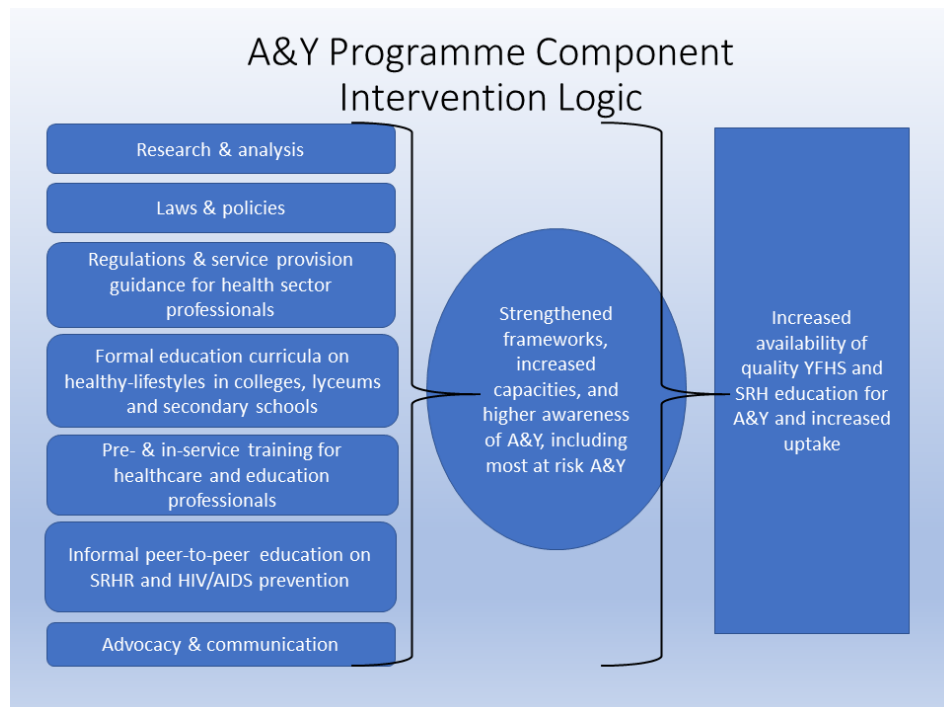 A&Y Programme Component
Intervention Logic
Research & analysis
Laws & policies
Regulations & service provision
guidance for health sector
professionals
Formal education curricula on
healthy-lifestyles in colleges, lyceums
and secondary schools
Pre- & in-service training for
healthcare and education
professionals
Informal peer-to-peer education on
SRHR and HIV/AIDS prevention
Advocacy & communication
Strengthened
frameworks,
increased
capacities, and
higher awareness
of A&Y, including
most at risk A&Y
Increased
availability of
quality YFHS and
SRH education for
A&Y and increased
uptake